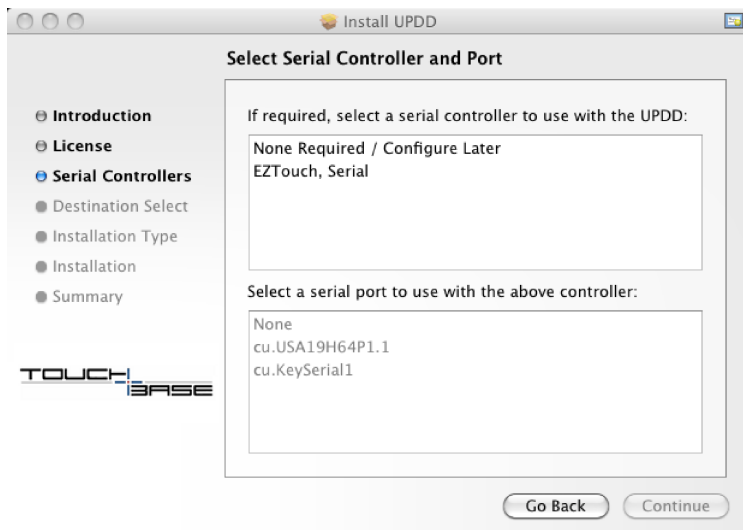 Install UPDD
Select Serial Controller and Port
Introduction
License
Serial Controllers
Destination Select
Installation Type
Installation
Summary
TOUCH
BASE
If required, select a serial controller to use with the UPDD:
None Required / Configure Later
EZTouch, Serial
Select a serial port to use with the above controller:
None
cu.USA19H64P1.1
cu.KeySerial1
Go Back
Continue